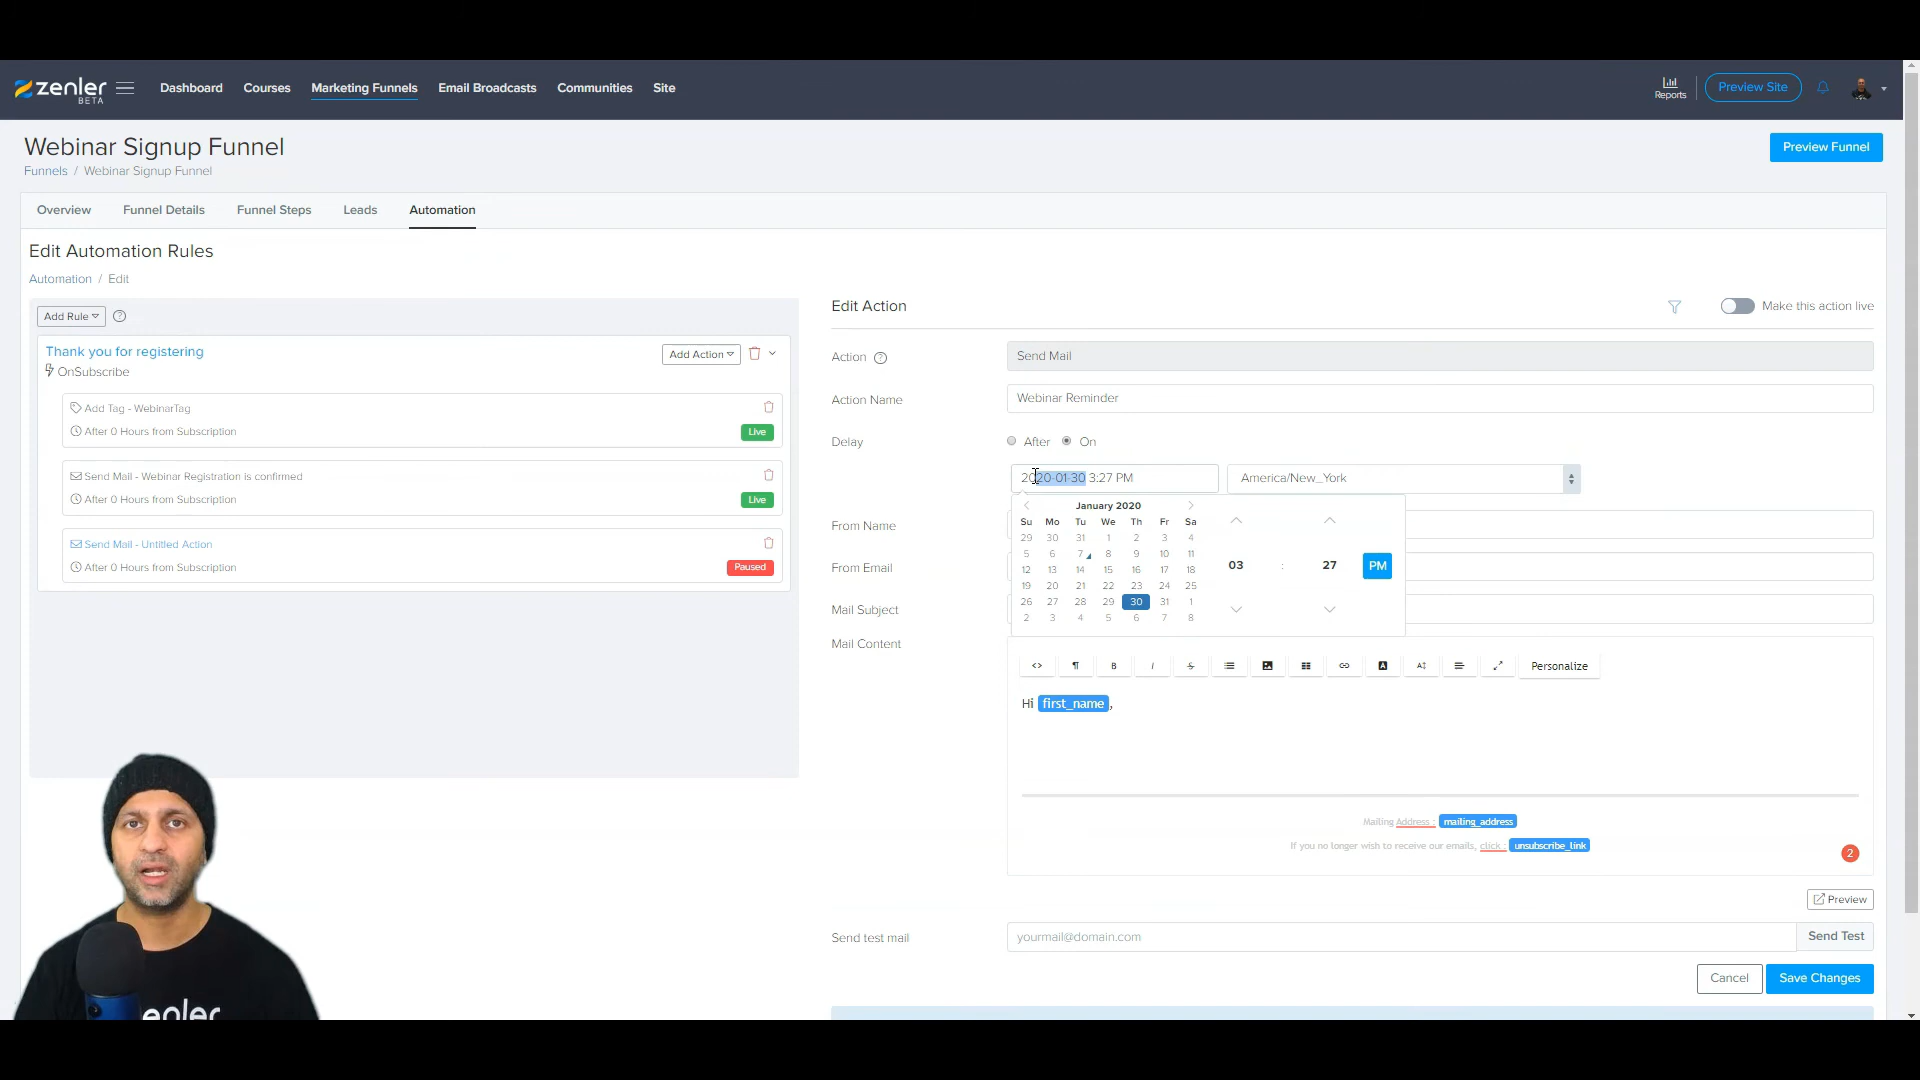 zenler
BETA
Dashboard
Courses
Marketing Funnels
Email Broadcasts
Communities
Site
Reports
Preview Site
Webinar Signup Funnel
Preview Funnel
Funnels / Webinar Signup Funnel
Overview
Funnel Details
Funnel Steps
Leads
Automation
Edit Automation Rules
Automation / Edit
Add Rule
Thank you for registering
OnSubscribe
Add Action
Add Tag - WebinarTag
After 0 Hours from Subscription
Live
Send Mail - Webinar Registration is confirmed
After 0 Hours from Subscription
Live
Send Mail - Untitled Action
After 0 Hours from Subscription
Paused
Edit Action
Make this action live
Action
Send Mail
Action Name
Webinar Reminder
Delay
After
On
2020-01-30 3:27 PM
America/New_York
January 2020
Su Mo Tu We Th Fr Sa
29 30 31 1 2 3 4
5 6 7 8 9 10 11
12 13 14 15 16 17 18
19 20 21 22 23 24 25
26 27 28 29 30 31 1
2 3 4 5 6 7 8
03 : 27 PM
From Name
From Email
Mail Subject
Mail Content
Personalize
Hi first_name,
Mailing Address : mailing_address
If you no longer wish to receive our emails, click : unsubscribe_link
2
Preview
Send test mail
yourmail@domain.com
Send Test
Cancel
Save Changes
zenler